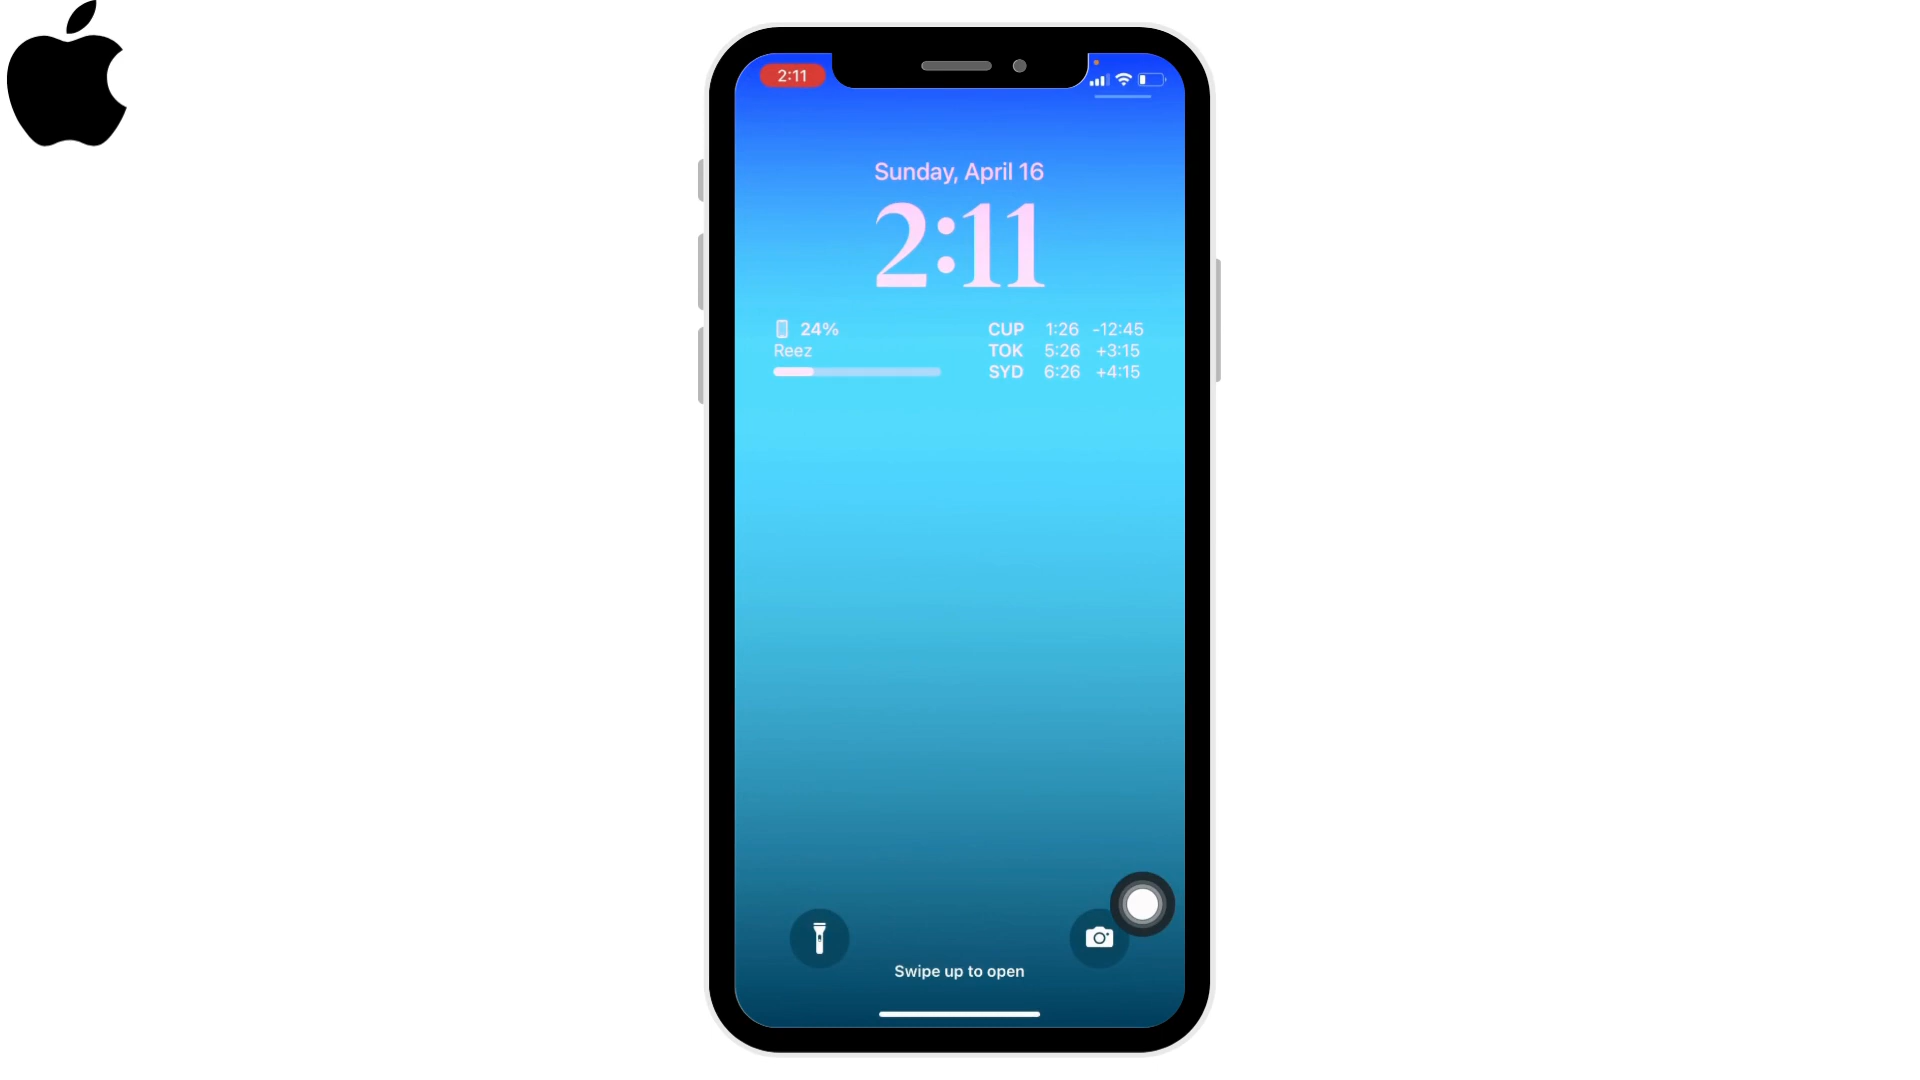 2:11
Sunday, April 16
2:11
24%
Reez
CUP 1:26 -12:45
TOK 5:26 +3:15
SYD 6:26 +4:15
Swipe up to open